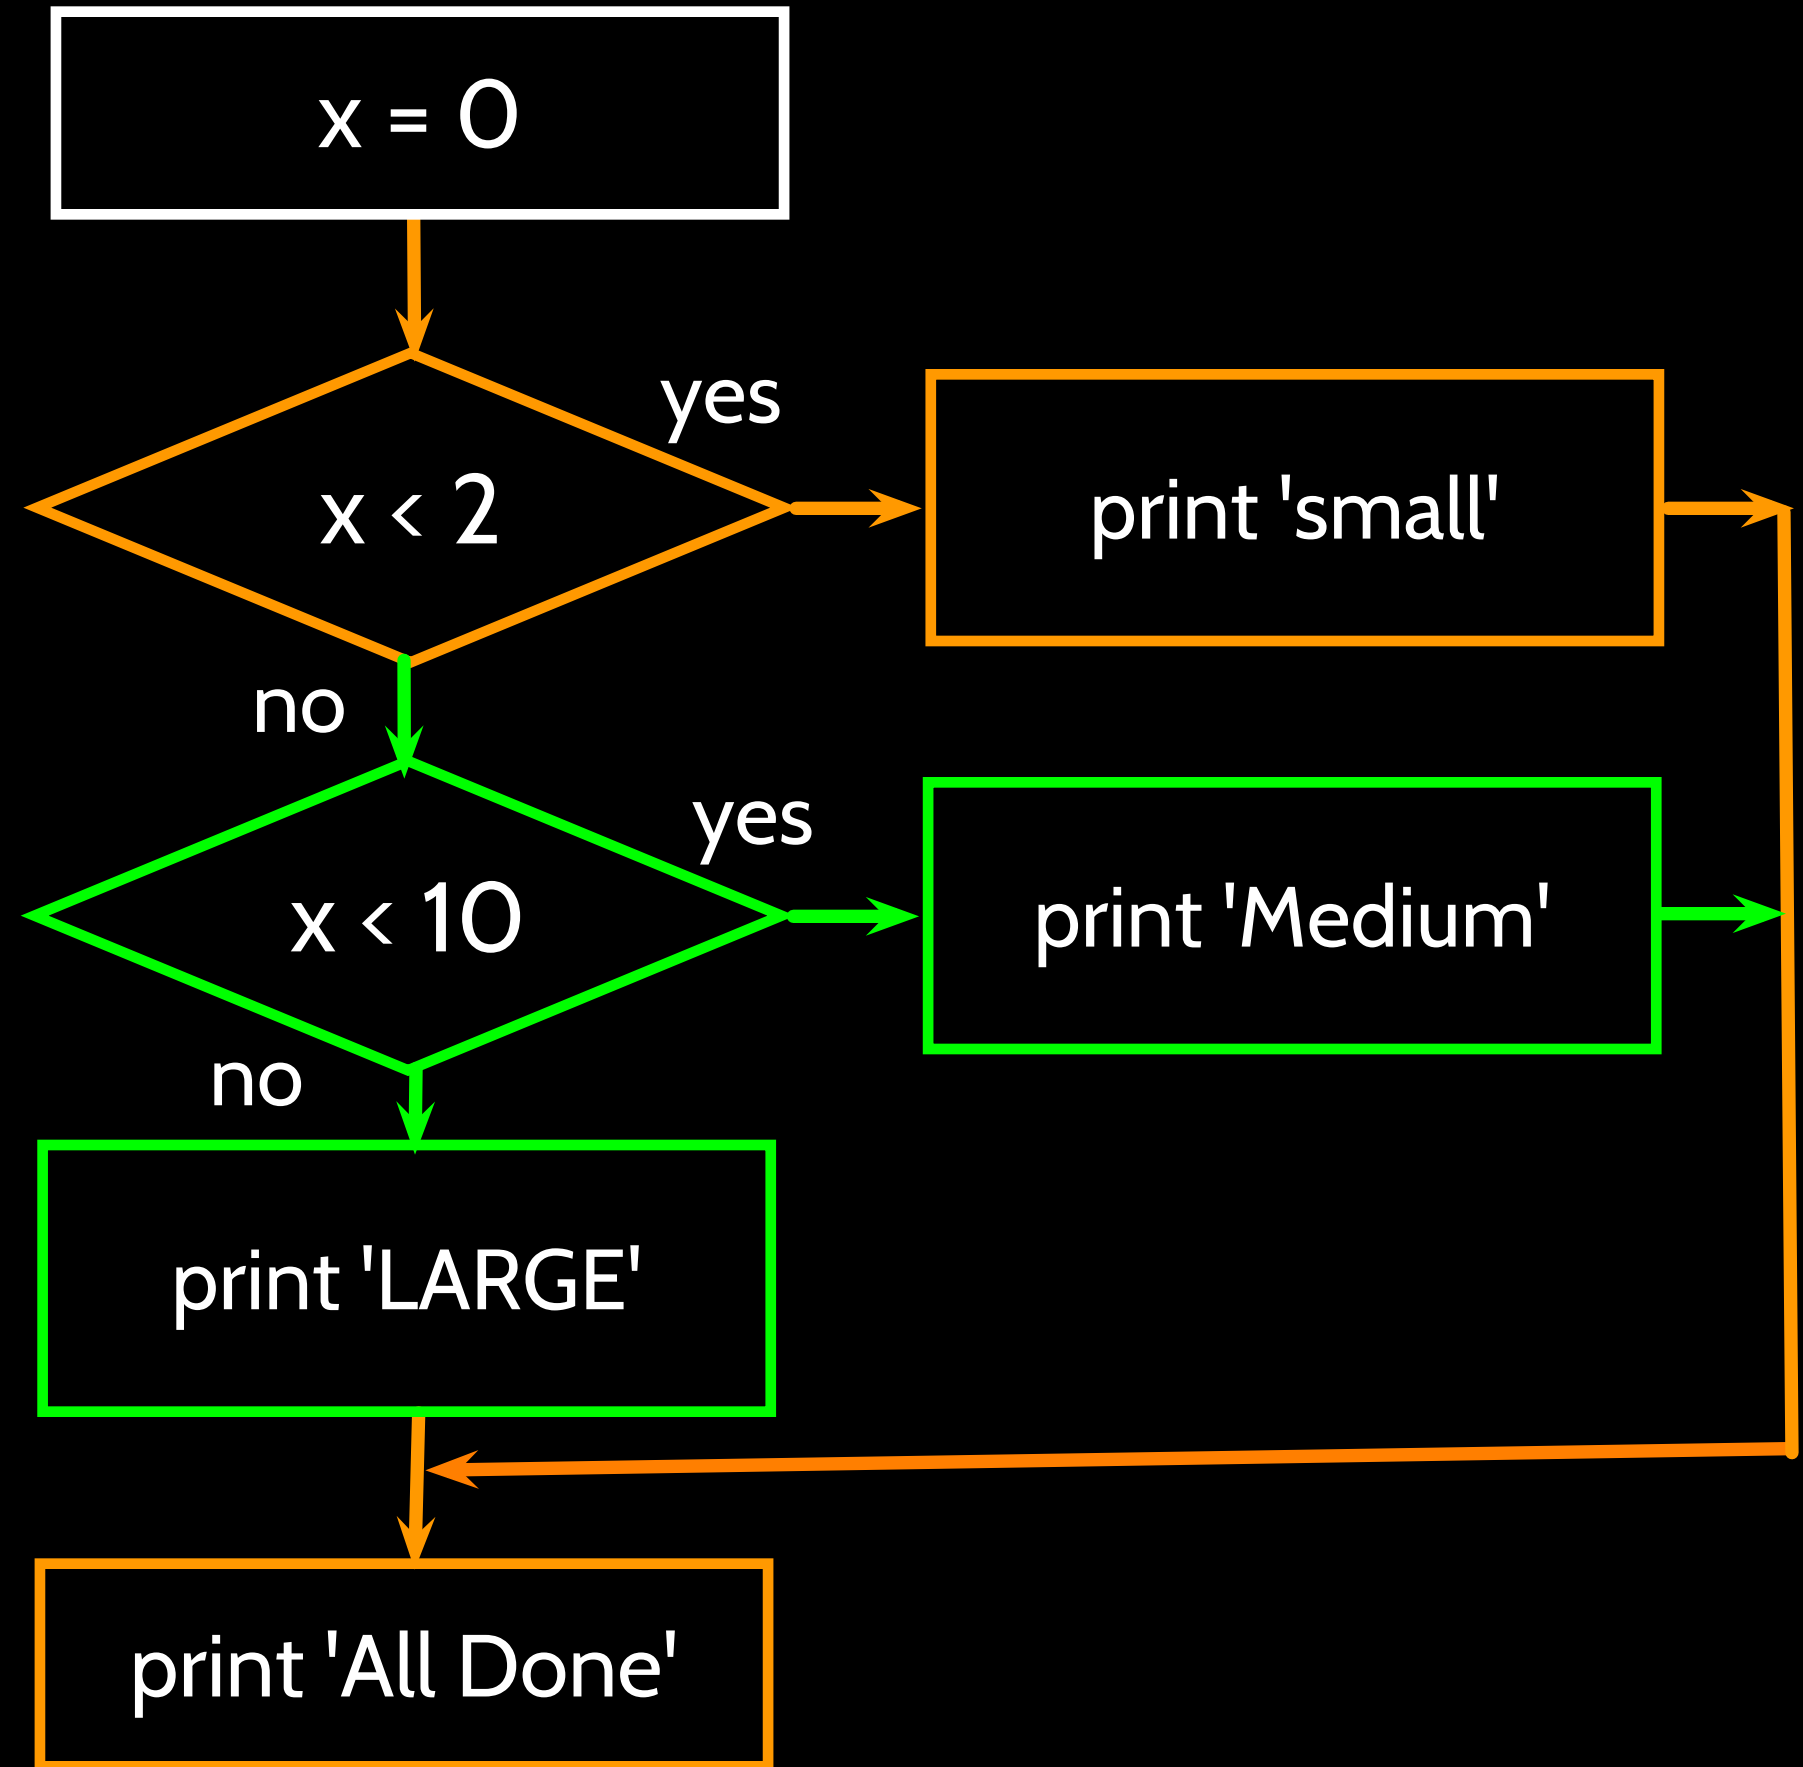 x = 0
yes
x < 2
print 'small'
no
yes
x < 10
print 'Medium'
no
print 'LARGE'
print 'All Done'